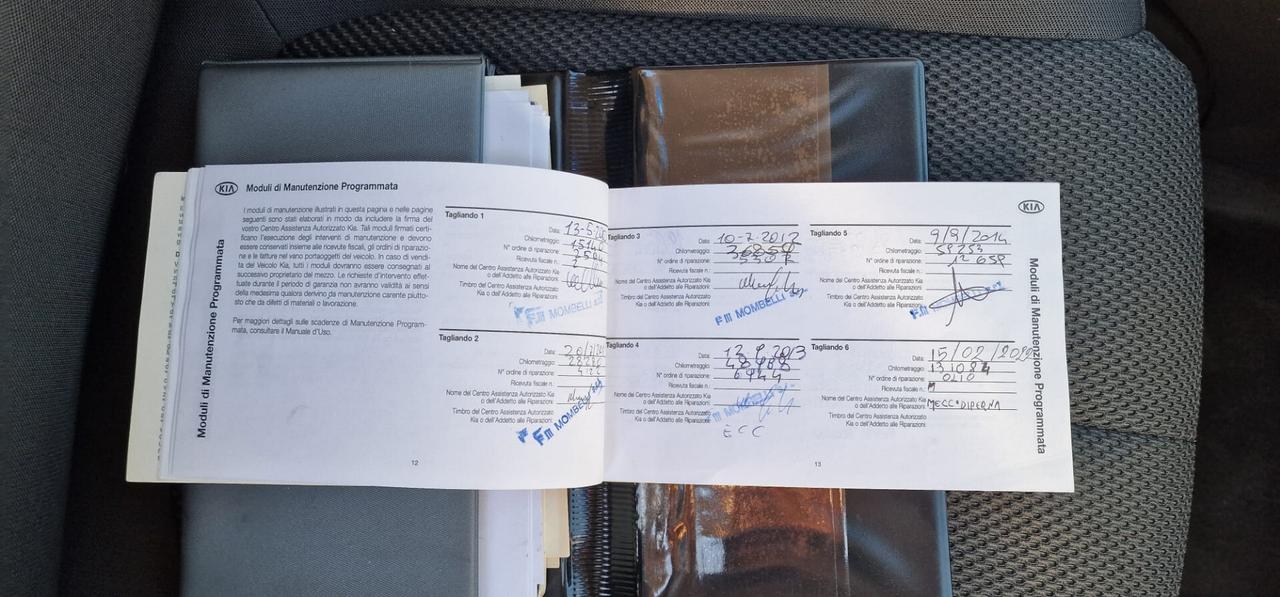 KIA Moduli di Manutenzione Programmata
Moduli di Manutenzione Programmata
I moduli di manutenzione illustrati in questa pagina e nelle pagine
seguenti sono stati elaborati in modo da includere la firma del
vostro Centro Assistenza Autorizzato Kia. Tali moduli firmati certi-
ficano l'esecuzione degli interventi di manutenzione e devono
essere conservati insieme alle ricevute fiscali, gli ordini di riparazio-
ne e le fatture nel vano portaoggetti del veicolo. In caso di vendi-
ta del Veicolo Kia, tutti i moduli dovranno essere consegnati al
successivo proprietario del mezzo. Le richieste d'intervento effet-
tuate durante il periodo di garanzia non avranno validità ai sensi
della medesima qualora derivino da manutenzione carente piutto-
sto che da difetti di material o lavorazione.
Per maggiori dettagli sulle scadenze di Manutenzione Program-
mata, consultare il Manuale d'Uso.
Tagliando 1
Data:
Chilometraggio:
N° ordine di riparazione:
Ricevuta fiscale n.:
Nome del Centro Assistenza Autorizzato Kia
o dell'Addetto alle Riparazioni:
Timbro del Centro Assistenza Autorizzato
Kia o dell'Addetto alle Riparazioni:
F.lli MOMBELLI
Tagliando 2
Data:
Chilometraggio:
N° ordine di riparazione:
Ricevuta fiscale n.:
Nome del Centro Assistenza Autorizzato Kia
o dell'Addetto alle Riparazioni:
Timbro del Centro Assistenza Autorizzato
Kia o dell'Addetto alle Riparazioni:
F.lli MOMBELLI
12
Tagliando 3
Data: 10-7-2012
Chilometraggio:
N° ordine di riparazione:
Ricevuta fiscale n.:
Nome del Centro Assistenza Autorizzato Kia
o dell'Addetto alle Riparazioni:
Timbro del Centro Assistenza Autorizzato
Kia o dell'Addetto alle Riparazioni:
F.lli MOMBELLI
Tagliando 4
Data:
Chilometraggio:
N° ordine di riparazione: 6944
Ricevuta fiscale n.:
Nome del Centro Assistenza Autorizzato Kia
o dell'Addetto alle Riparazioni:
Timbro del Centro Assistenza Autorizzato
Kia o dell'Addetto alle Riparazioni:
KIA
Moduli di Manutenzione Programmata
Tagliando 5
Data: 9/9/2014
Chilometraggio: 59253
N° ordine di riparazione:
Ricevuta fiscale n.:
Nome del Centro Assistenza Autorizzato Kia
o dell'Addetto alle Riparazioni:
Timbro del Centro Assistenza Autorizzato
Kia o dell'Addetto alle Riparazioni:
Tagliando 6
Data: 15/02/2020
Chilometraggio: 131084
N° ordine di riparazione: 0210
Ricevuta fiscale n.:
Nome del Centro Assistenza Autorizzato Kia
o dell'Addetto alle Riparazioni: MECC. DIPERNA
Timbro del Centro Assistenza Autorizzato
Kia o dell'Addetto alle Riparazioni:
13